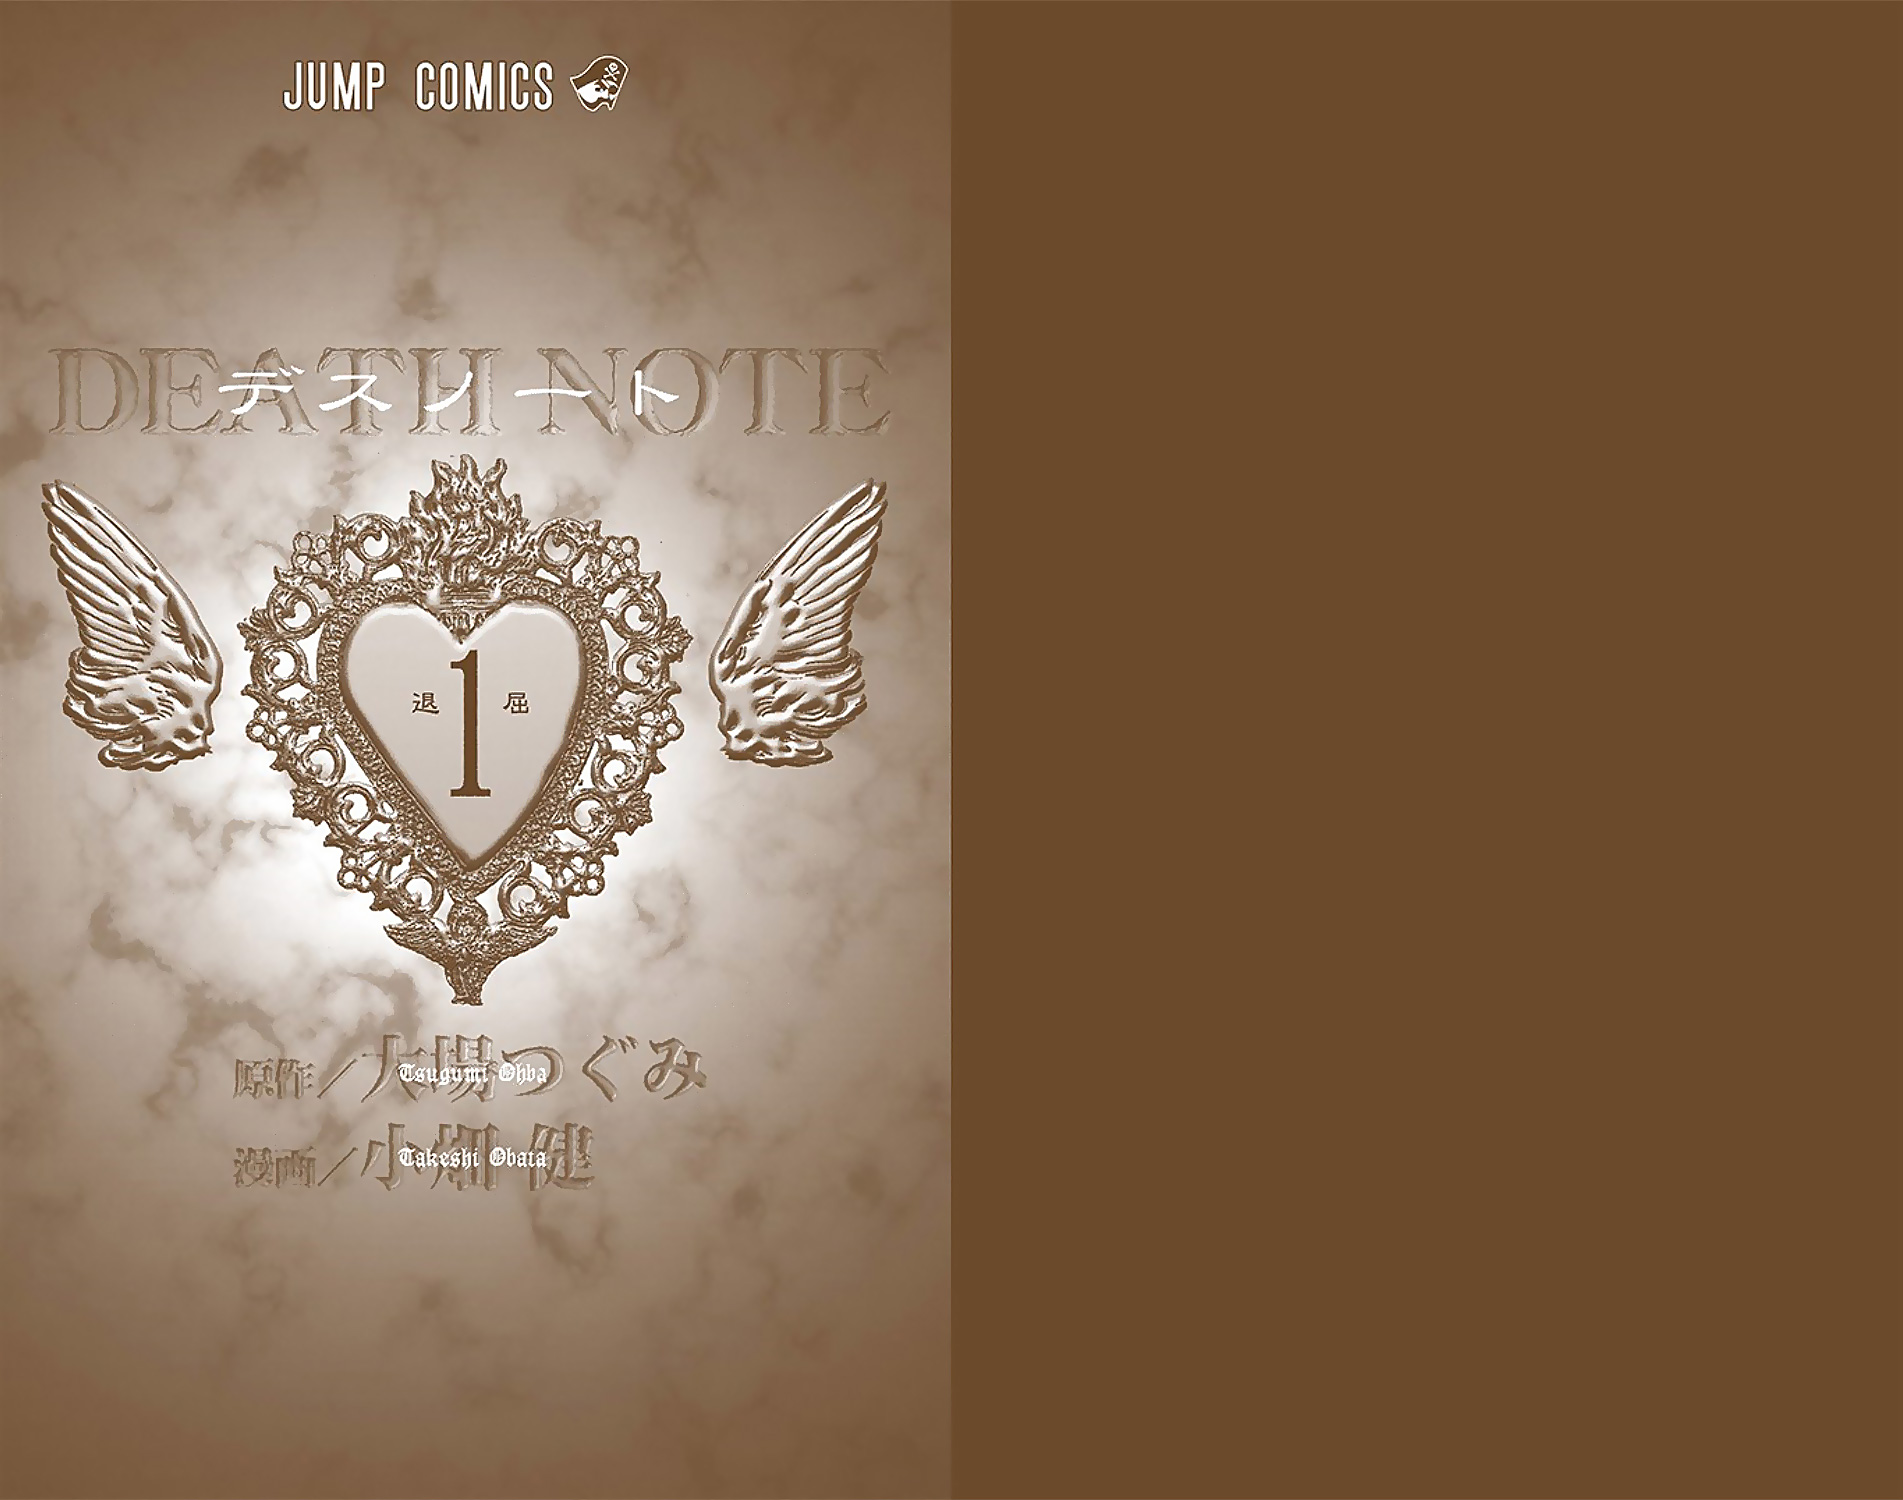 JUMP COMICS
DEATH NOTE
デスノート
退 1 屈
原作／大場つぐみ
Tsugumi Ohba
漫画／小畑 健
Takeshi Obata